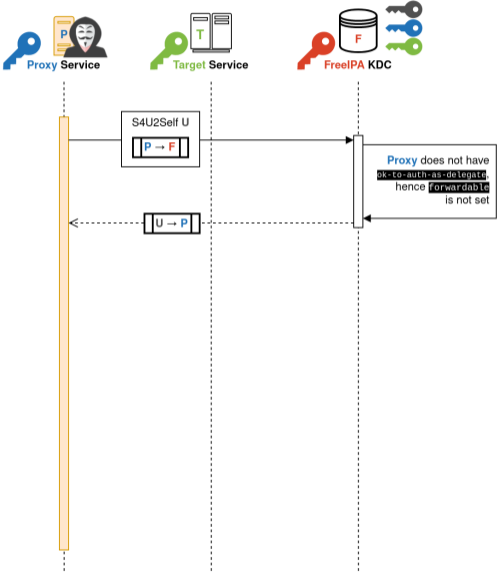 P
T
F
Proxy Service
Target Service
FreeIPA KDC
S4U2Self U
P → F
Proxy does not have
ok-to-auth-as-delegate,
hence forwardable
is not set
U → P